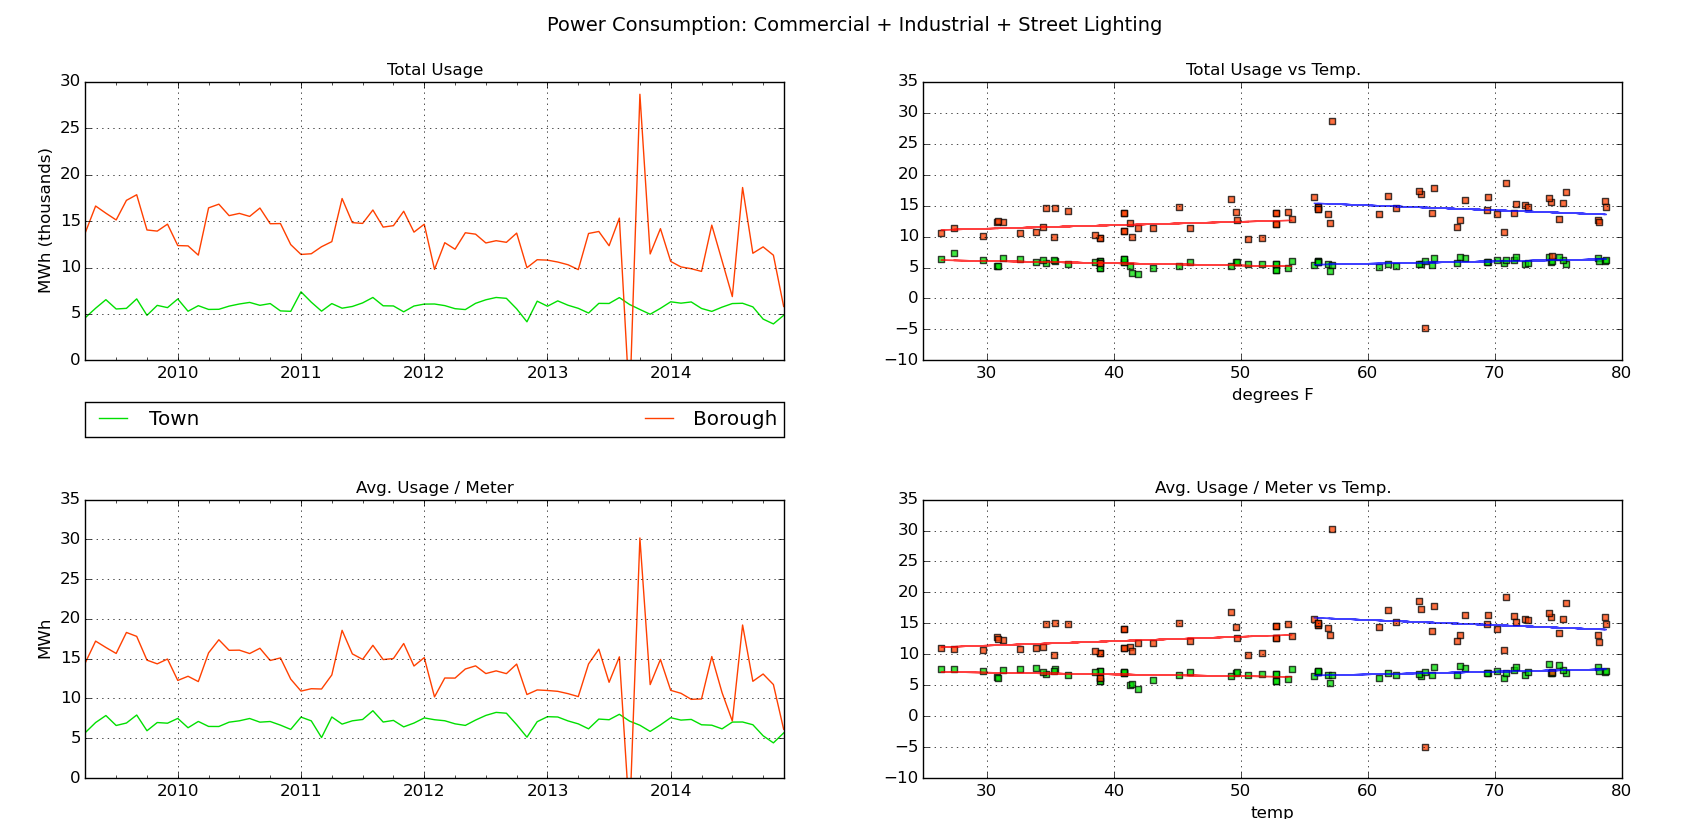 Power Consumption: Commercial + Industrial + Street Lighting
Total Usage
30
25
20
15
10
5
0
MWh (thousands)
2010 2011 2012 2013 2014
Town Borough
Total Usage vs Temp.
35
30
25
20
15
10
5
0
−5
−10
30 40 50 60 70 80
degrees F
Avg. Usage / Meter
35
30
25
20
15
10
5
0
MWh
2010 2011 2012 2013 2014
Avg. Usage / Meter vs Temp.
35
30
25
20
15
10
5
0
−5
−10
30 40 50 60 70 80
temp